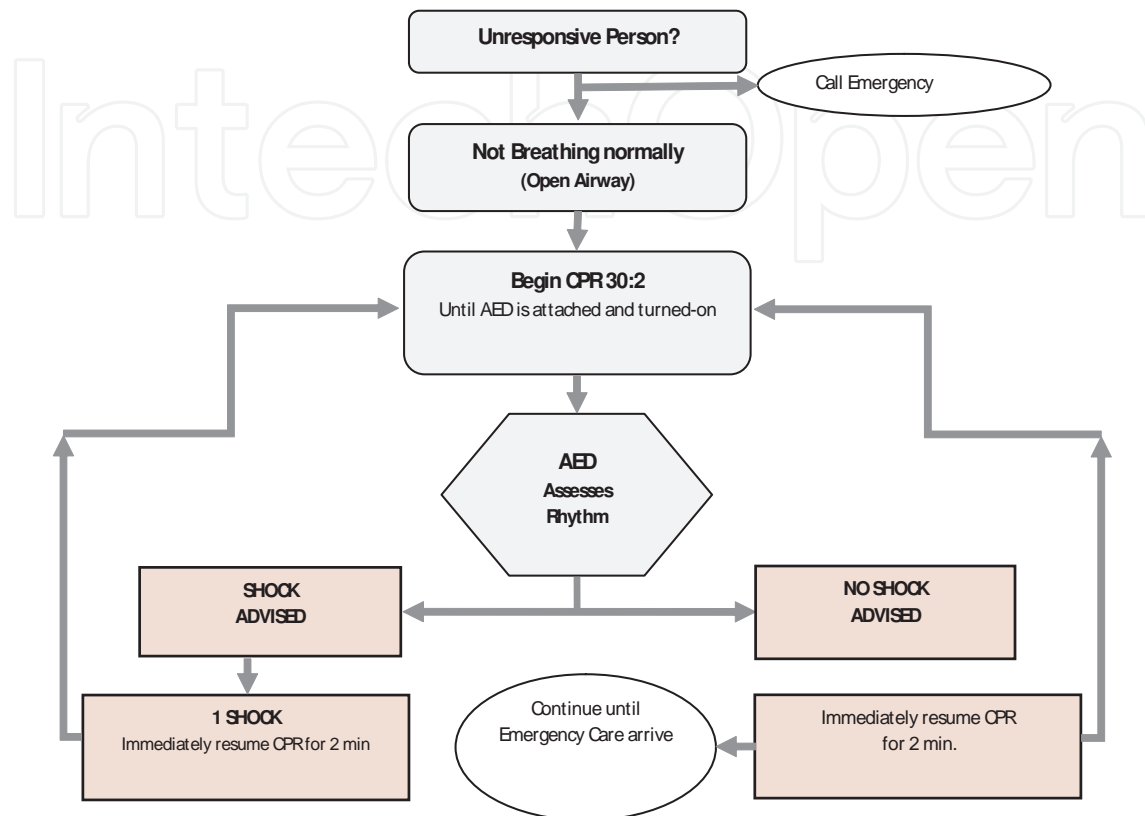 Unresponsive Person?
Call Emergency
Not Breathing normally
(Open Airway)
Begin CPR 30:2
Until AED is attached and turned-on
AED
Assesses
Rhythm
SHOCK
ADVISED
NO SHOCK
ADVISED
1 SHOCK
Immediately resume CPR for 2 min
Continue until
Emergency Care arrive
Immediately resume CPR
for 2 min.
IntechOpen